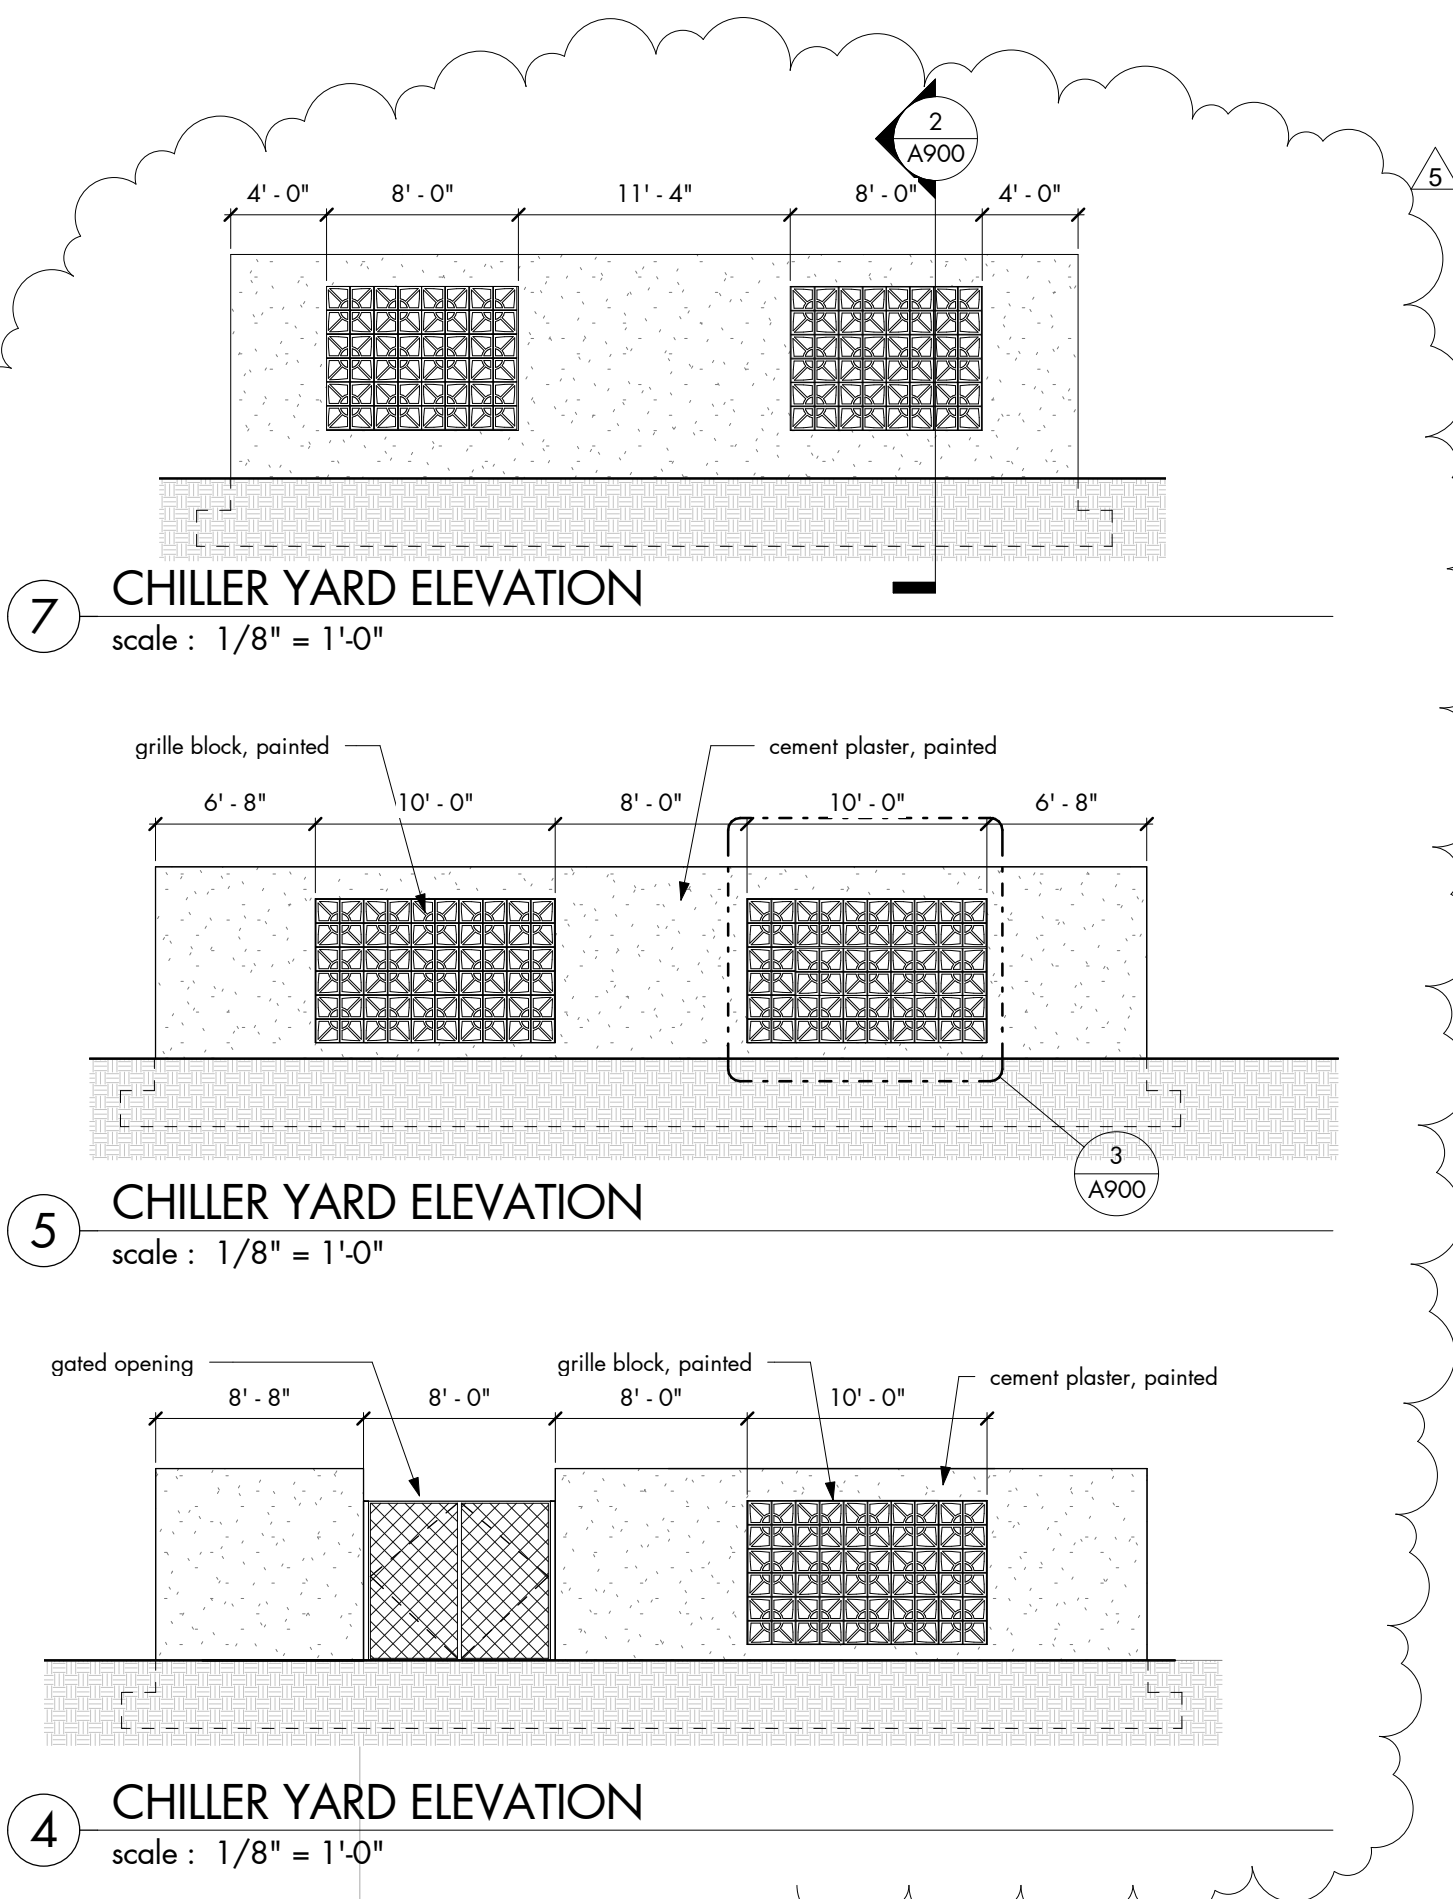 2
A900
5
4' - 0" 8' - 0" 11' - 4" 8' - 0" 4' - 0"
CHILLER YARD ELEVATION
7
scale : 1/8" = 1'-0"
grille block, painted cement plaster, painted
6' - 8" 10' - 0" 8' - 0" 10' - 0" 6' - 8"
3
A900
CHILLER YARD ELEVATION
5
scale : 1/8" = 1'-0"
gated opening grille block, painted cement plaster, painted
8' - 8" 8' - 0" 8' - 0" 10' - 0"
CHILLER YARD ELEVATION
4
scale : 1/8" = 1'-0"